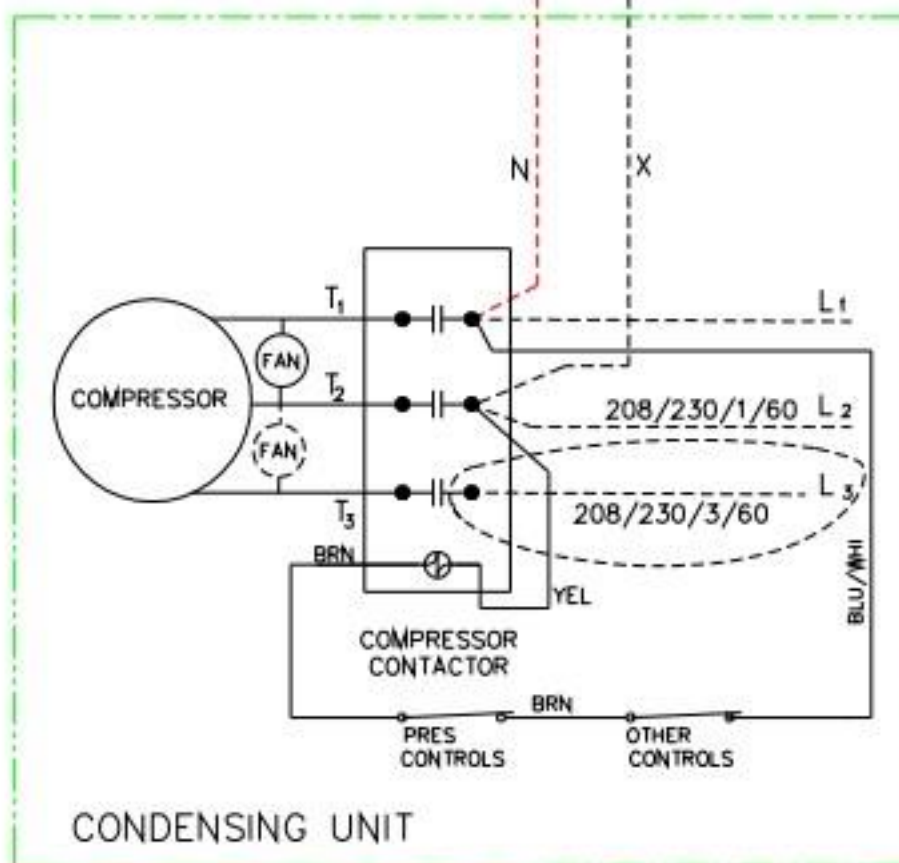 N
X
T1
L1
FAN
COMPRESSOR
T2
208/230/1/60
L2
FAN
L3
T3
208/230/3/60
BRN
YEL
BLU/WHI
COMPRESSOR
CONTACTOR
BRN
PRES
CONTROLS
OTHER
CONTROLS
CONDENSING UNIT